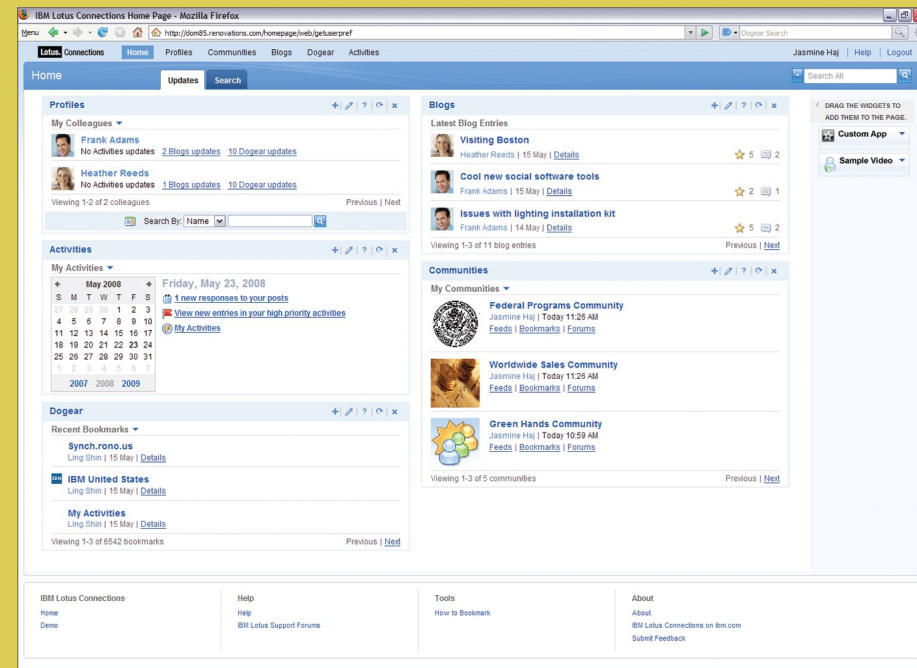 IBM Lotus Connections Home Page - Mozilla Firefox
Menu http://dom85.renovations.com/homepage/web/getuserpref Dogear Search
Lotus. Connections Home Profiles Communities Blogs Dogear Activities Jasmine Haj | Help | Logout
Home Updates Search Search All
Profiles
My Colleagues
Frank Adams
No Activities updates 2 Blogs updates 10 Dogear updates
Heather Reeds
No Activities updates 1 Blogs updates 10 Dogear updates
Viewing 1-2 of 2 colleagues Previous | Next
Search By: Name
Activities
My Activities
May 2008
S M T W T F S
27 28 29 30 1 2 3
4 5 6 7 8 9 10
11 12 13 14 15 16 17
18 19 20 21 22 23 24
25 26 27 28 29 30 31
1 2 3 4 5 6 7
2007 2008 2009
Friday, May 23, 2008
1 new responses to your posts
View new entries in your high priority activities
My Activities
Dogear
Recent Bookmarks
Synch.rono.us
Ling Shin | 15 May | Details
IBM IBM United States
Ling Shin | 15 May | Details
My Activities
Ling Shin | 15 May | Details
Viewing 1-3 of 6542 bookmarks Previous | Next
Blogs
Latest Blog Entries
Visiting Boston
Heather Reeds | 15 May | Details 5 2
Cool new social software tools
Frank Adams | 15 May | Details 2 1
Issues with lighting installation kit
Frank Adams | 14 May | Details 5 2
Viewing 1-3 of 11 blog entries Previous | Next
Communities
My Communities
Federal Programs Community
Jasmine Haj | Today 11:26 AM
Feeds | Bookmarks | Forums
Worldwide Sales Community
Jasmine Haj | Today 11:26 AM
Feeds | Bookmarks | Forums
Green Hands Community
Jasmine Haj | Today 10:59 AM
Feeds | Bookmarks | Forums
Viewing 1-3 of 5 communities Previous | Next
DRAG THE WIDGETS TO
ADD THEM TO THE PAGE.
Custom App
Sample Video
IBM Lotus Connections
Home
Demo
Help
Help
IBM Lotus Support Forums
Tools
How to Bookmark
About
About
IBM Lotus Connections on ibm.com
Submit Feedback